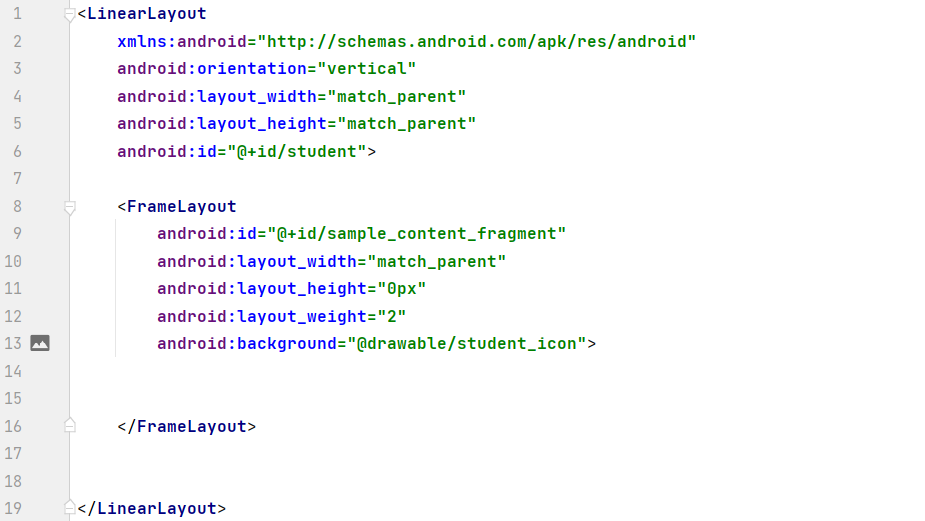 1 <LinearLayout
2     xmlns:android="http://schemas.android.com/apk/res/android"
3     android:orientation="vertical"
4     android:layout_width="match_parent"
5     android:layout_height="match_parent"
6     android:id="@+id/student">
7
8     <FrameLayout
9         android:id="@+id/sample_content_fragment"
10         android:layout_width="match_parent"
11         android:layout_height="0px"
12         android:layout_weight="2"
13         android:background="@drawable/student_icon">
14
15
16     </FrameLayout>
17
18
19 </LinearLayout>